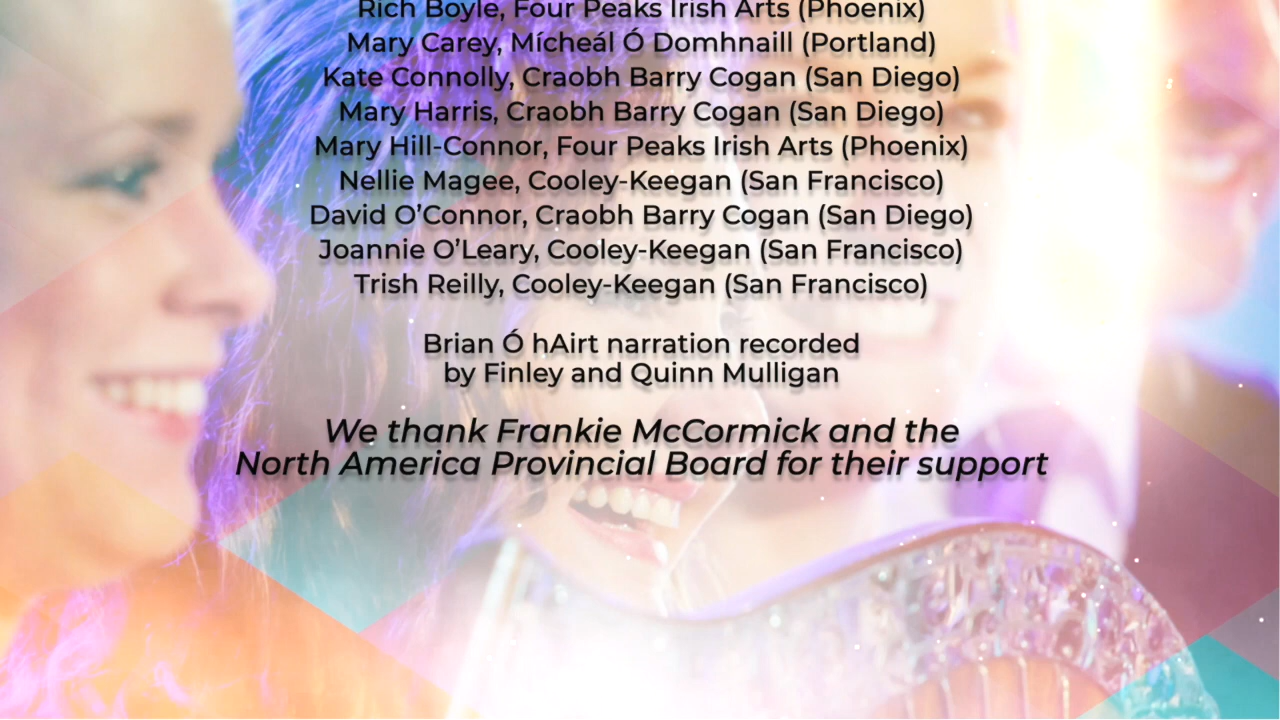 Rich Boyle, Four Peaks Irish Arts (Phoenix)
Mary Carey, Mícheál Ó Domhnaill (Portland)
Kate Connolly, Craobh Barry Cogan (San Diego)
Mary Harris, Craobh Barry Cogan (San Diego)
Mary Hill-Connor, Four Peaks Irish Arts (Phoenix)
Nellie Magee, Cooley-Keegan (San Francisco)
David O’Connor, Craobh Barry Cogan (San Diego)
Joannie O’Leary, Cooley-Keegan (San Francisco)
Trish Reilly, Cooley-Keegan (San Francisco)
Brian Ó hAirt narration recorded
by Finley and Quinn Mulligan
We thank Frankie McCormick and the
North America Provincial Board for their support